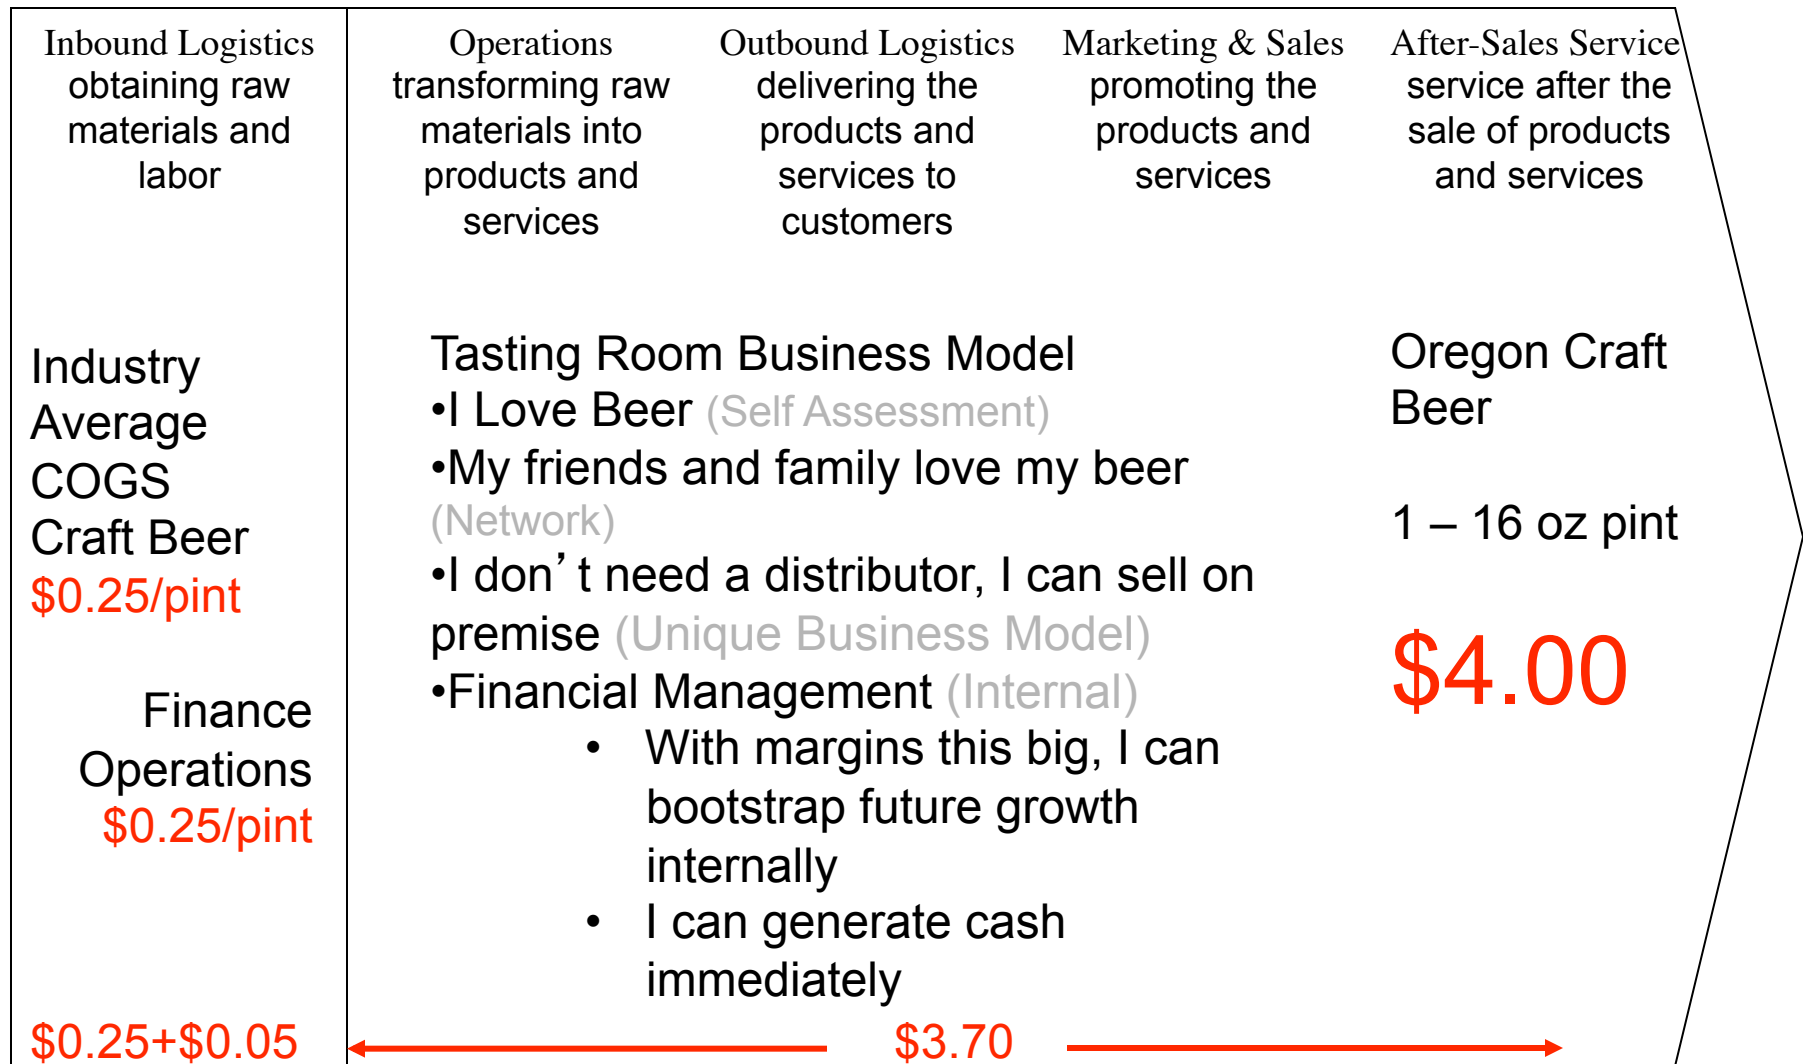 Inbound Logistics
obtaining raw
materials and
labor
Operations
transforming raw
materials into
products and
services
Outbound Logistics
delivering the
products and
services to
customers
Marketing & Sales
promoting the
products and
services
After-Sales Service
service after the
sale of products
and services
Industry
Average
COGS
Craft Beer
$0.25/pint
Finance
Operations
$0.25/pint
$0.25+$0.05
Tasting Room Business Model
•I Love Beer (Self Assessment)
•My friends and family love my beer
(Network)
•I don’t need a distributor, I can sell on
premise (Unique Business Model)
•Financial Management (Internal)
• With margins this big, I can
bootstrap future growth
internally
• I can generate cash
immediately
$3.70
Oregon Craft
Beer
1 – 16 oz pint
$4.00